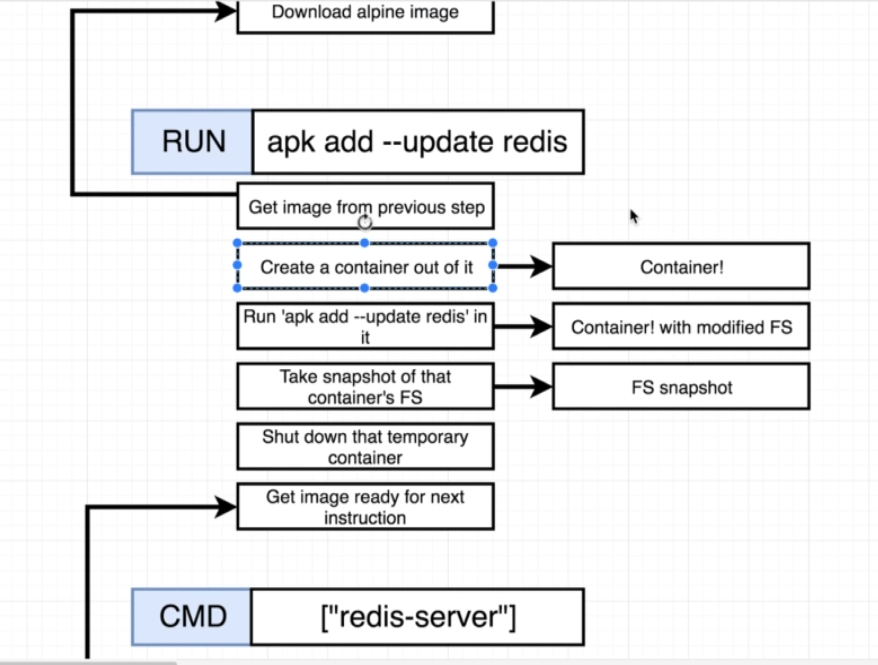 Download alpine image
RUN apk add --update redis
Get image from previous step
Create a container out of it
Container!
Run 'apk add --update redis' in
it
Container! with modified FS
Take snapshot of that
container's FS
FS snapshot
Shut down that temporary
container
Get image ready for next
instruction
CMD ["redis-server"]